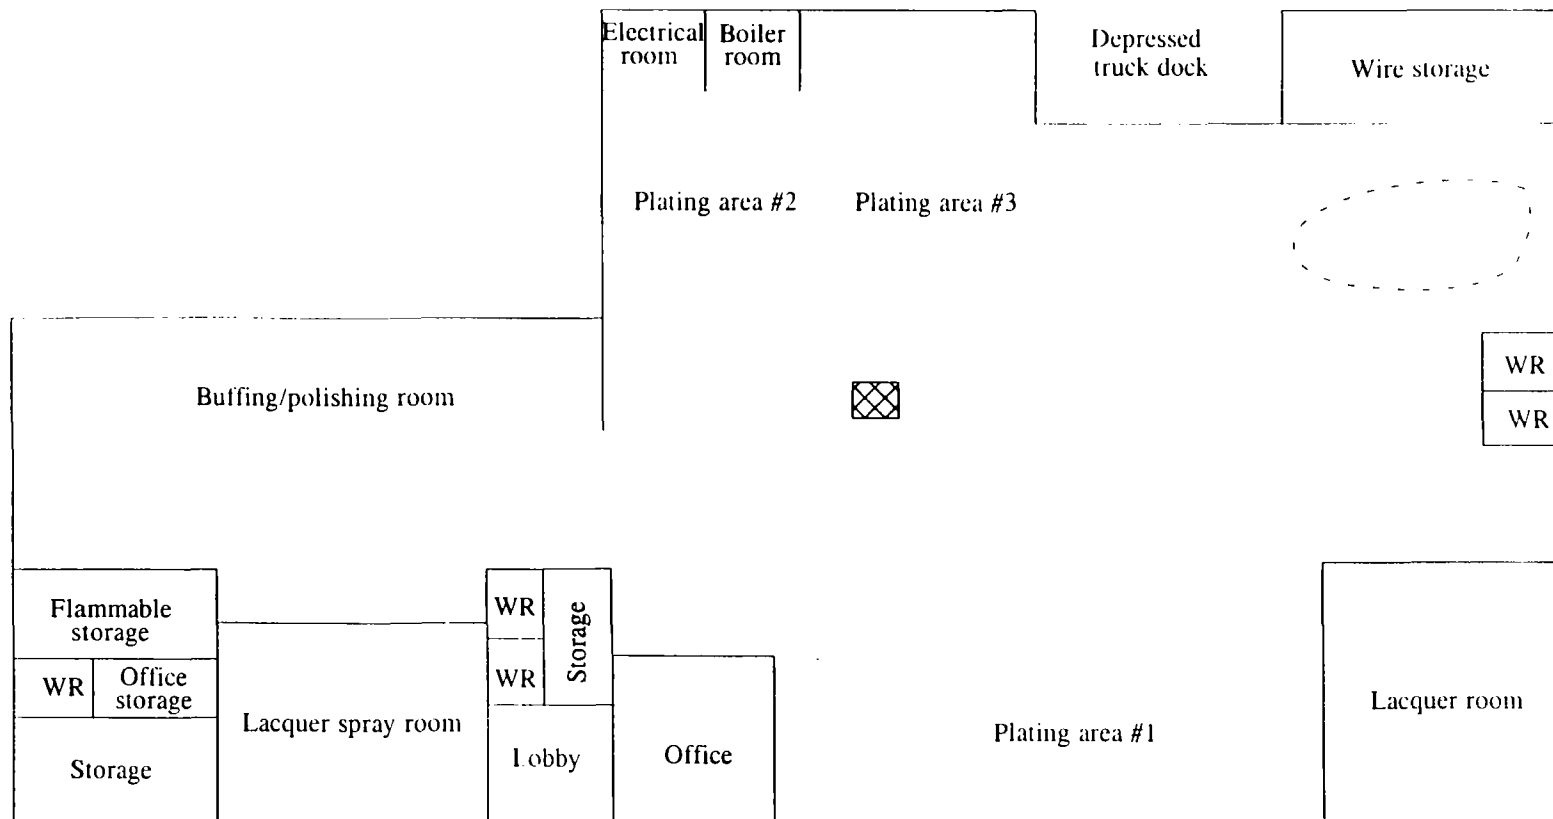 Electrical
room
Boiler
room
Depressed
truck dock
Wire storage
Plating area #2
Plating area #3
Buffing/polishing room
WR
WR
Flammable
storage
WR
Office
storage
Storage
Lacquer spray room
WR
WR
Storage
Lobby
Office
Plating area #1
Lacquer room